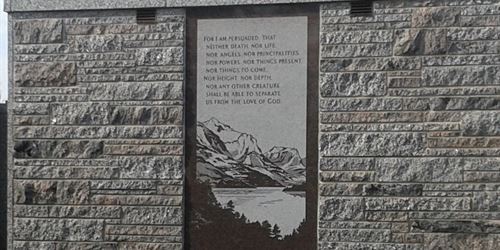 FOR I AM PERSUADED, THAT
NEITHER DEATH, NOR LIFE,
NOR ANGELS, NOR PRINCIPALITIES,
NOR POWERS, NOR THINGS PRESENT,
NOR THINGS TO COME,
NOR HEIGHT, NOR DEPTH,
NOR ANY OTHER CREATURE
SHALL BE ABLE TO SEPARATE
US FROM THE LOVE OF GOD.